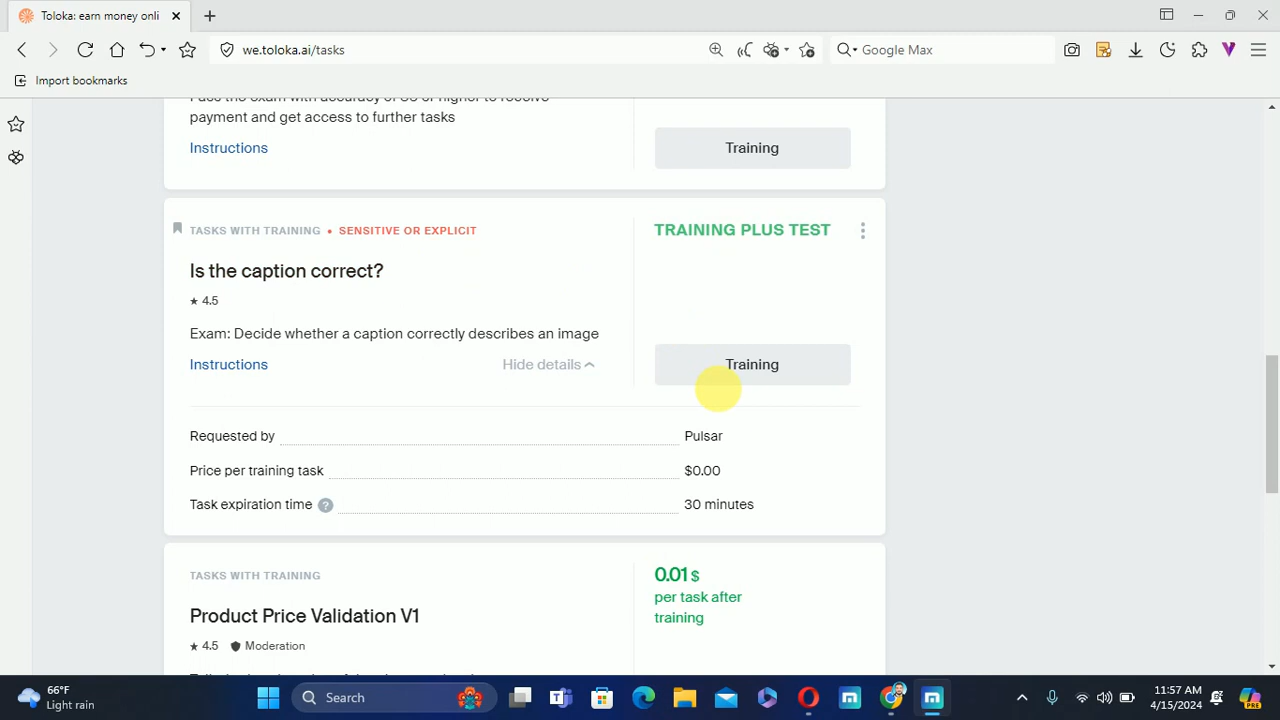 Toloka: earn money onli
we.toloka.ai/tasks
Google Max
Import bookmarks
payment and get access to further tasks
Instructions
Training
TASKS WITH TRAINING • SENSITIVE OR EXPLICIT
TRAINING PLUS TEST
Is the caption correct?
★ 4.5
Exam: Decide whether a caption correctly describes an image
Instructions
Hide details
Training
Requested by
Pulsar
Price per training task
$0.00
Task expiration time ?
30 minutes
TASKS WITH TRAINING
0.01 $
per task after
training
Product Price Validation V1
★ 4.5 Moderation
66°F
Light rain
Search
11:57 AM
4/15/2024
PRE